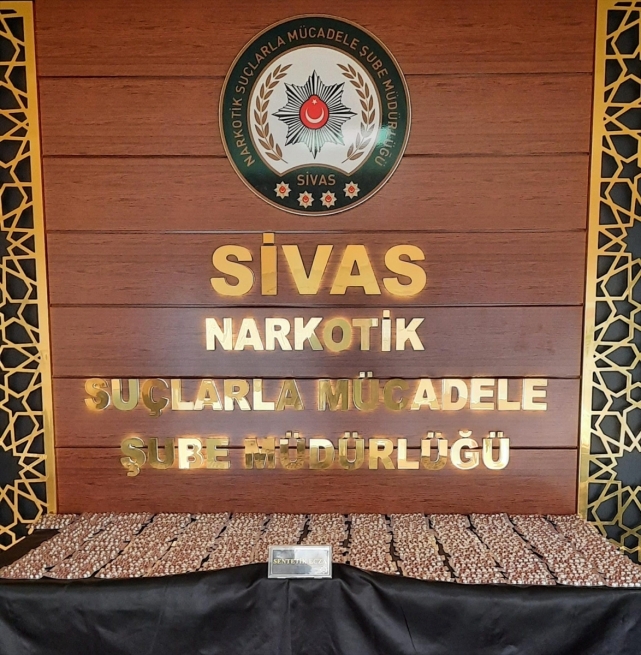 NARKOTİK SUÇLARLA MÜCADELE ŞUBE MÜDÜRLÜĞÜ
SİVAS
SİVAS
NARKOTİK
SUÇLARLA MÜCADELE
ŞUBE MÜDÜRLÜĞÜ